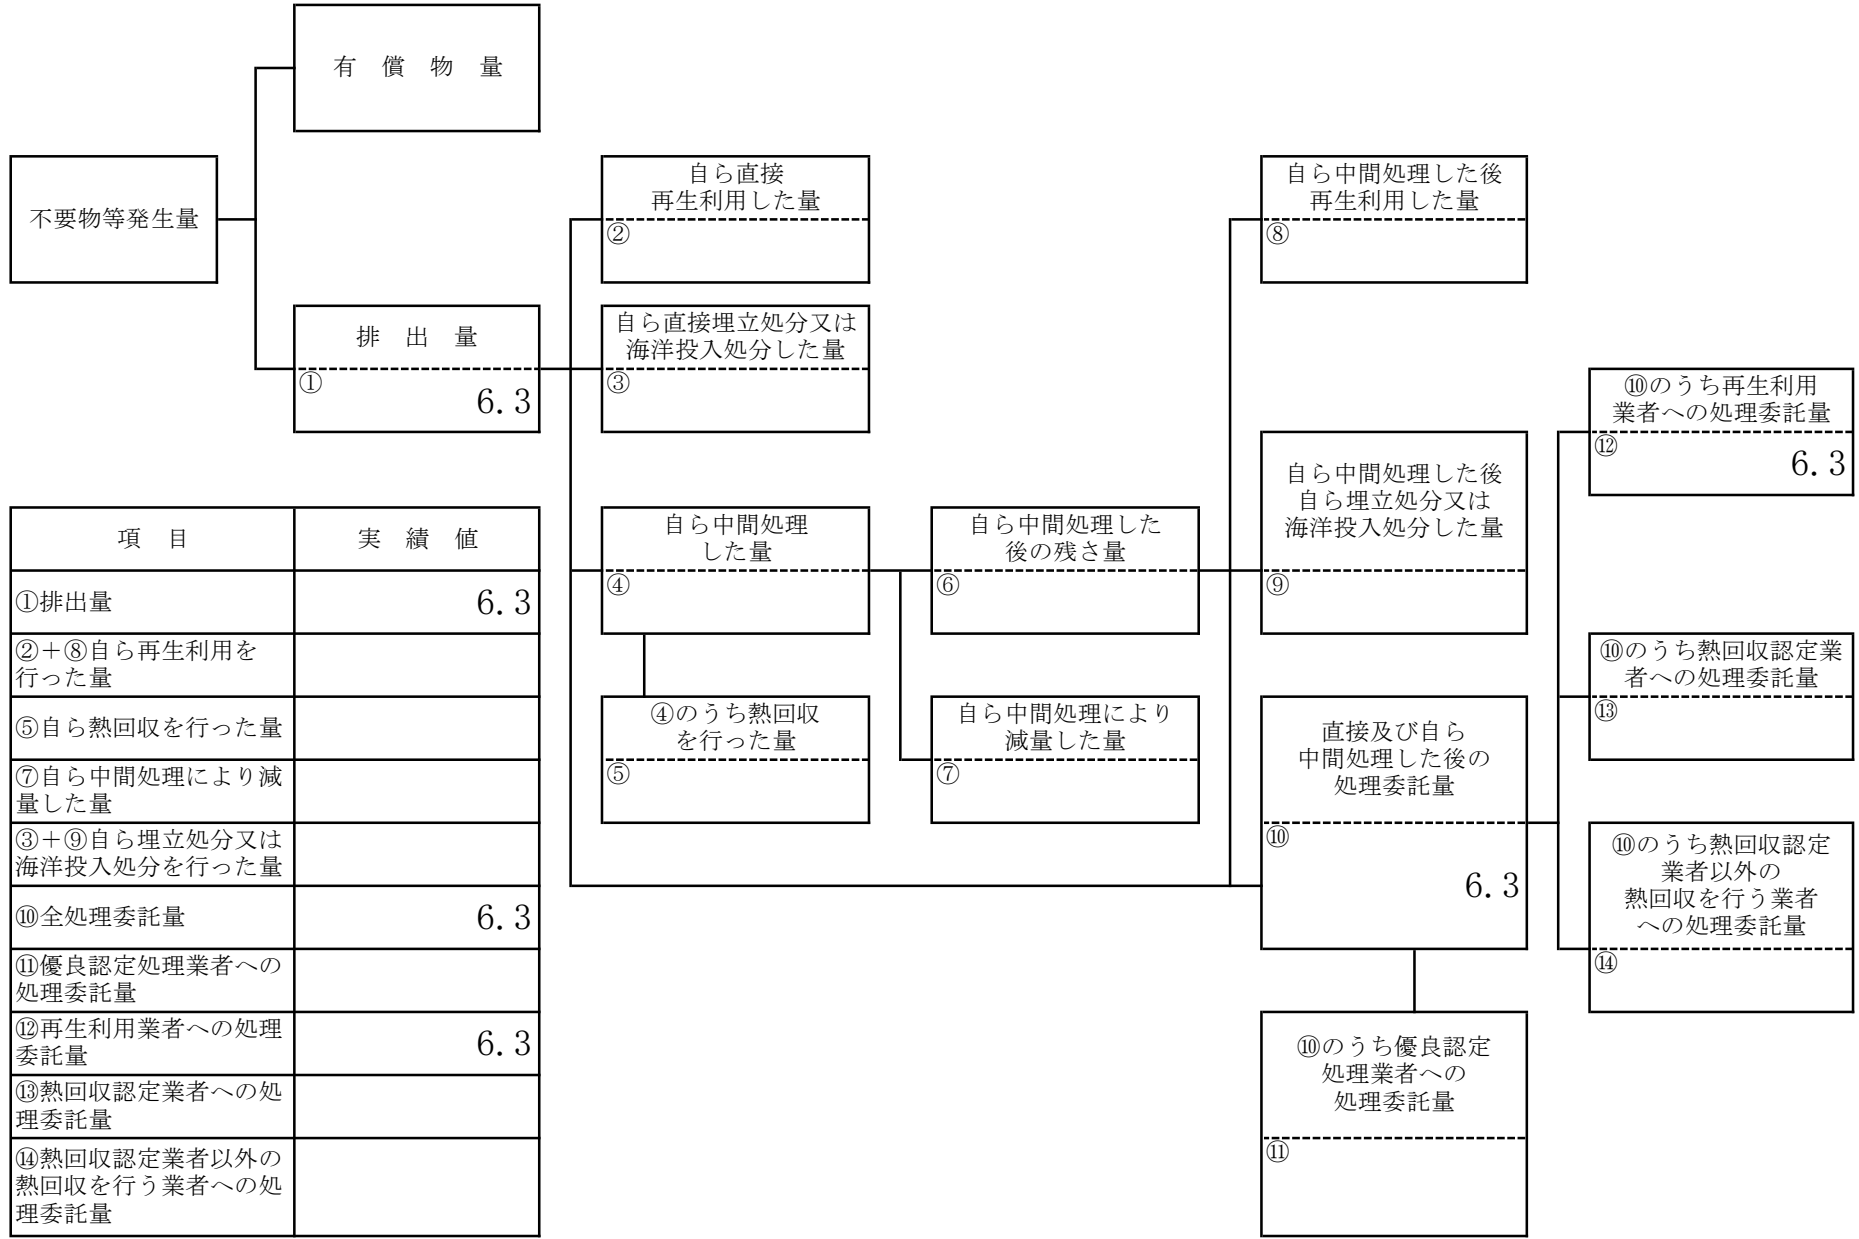 有　償　物　量
不要物等発生量
排　出　量
①
6.3
自ら直接
再生利用した量
②
自ら直接埋立処分又は
海洋投入処分した量
③
自ら中間処理
した量
④
④のうち熱回収
を行った量
⑤
自ら中間処理した
後の残さ量
⑥
自ら中間処理により
減量した量
⑦
自ら中間処理した後
再生利用した量
⑧
自ら中間処理した後
自ら埋立処分又は
海洋投入処分した量
⑨
直接及び自ら
中間処理した後の
処理委託量
⑩
6.3
⑩のうち優良認定
処理業者への
処理委託量
⑪
⑩のうち再生利用
業者への処理委託量
⑫
6.3
⑩のうち熱回収認定業
者への処理委託量
⑬
⑩のうち熱回収認定
業者以外の
熱回収を行う業者
への処理委託量
⑭
項　目　実　績　値
①排出量　6.3
②＋⑧自ら再生利用を
行った量
⑤自ら熱回収を行った量
⑦自ら中間処理により減
量した量
③＋⑨自ら埋立処分又は
海洋投入処分を行った量
⑩全処理委託量　6.3
⑪優良認定処理業者への
処理委託量
⑫再生利用業者への処理
委託量　6.3
⑬熱回収認定業者への処
理委託量
⑭熱回収認定業者以外の
熱回収を行う業者への処
理委託量